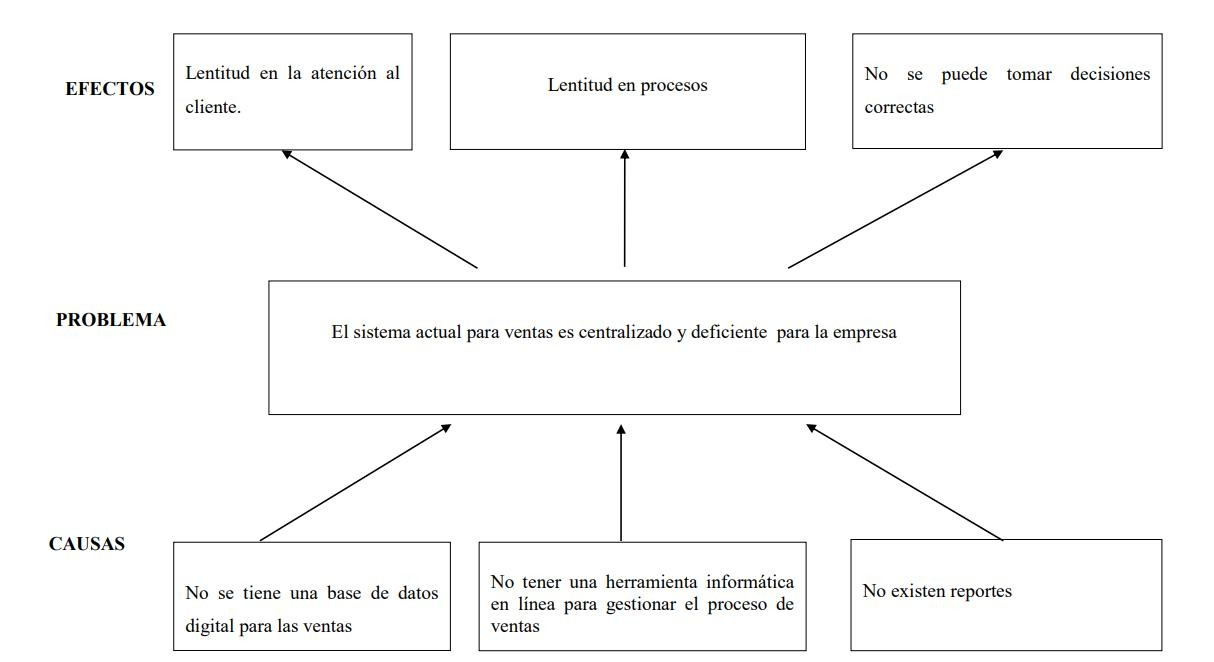 EFECTOS
Lentitud en la atención al
cliente.
Lentitud en procesos
No se puede tomar decisiones
correctas
PROBLEMA
El sistema actual para ventas es centralizado y deficiente para la empresa
CAUSAS
No se tiene una base de datos
digital para las ventas
No tener una herramienta informática
en línea para gestionar el proceso de
ventas
No existen reportes